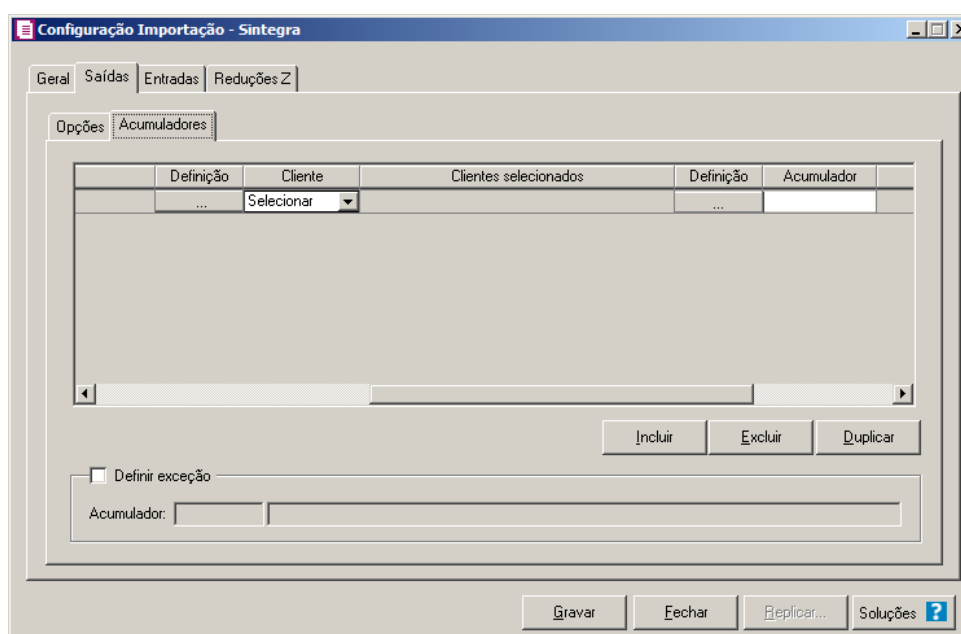 Configuração Importação - Sintegra
Geral Saídas Entradas Reduções Z
Opções Acumuladores
Definição Cliente Clientes selecionados Definição Acumulador
... Selecionar ...
Incluir Excluir Duplicar
Definir exceção
Acumulador:
Gravar Fechar Replicar... Soluções ?